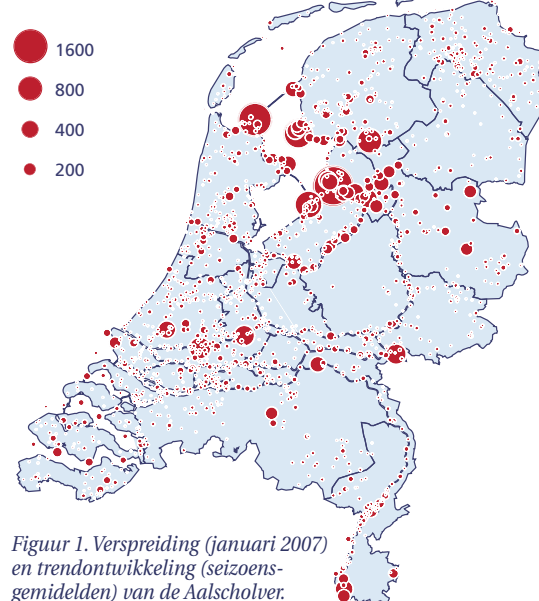 1600
800
400
200
Figuur 1. Verspreiding (januari 2007)
en trendontwikkeling (seizoens-
gemidelden) van de Aalscholver.